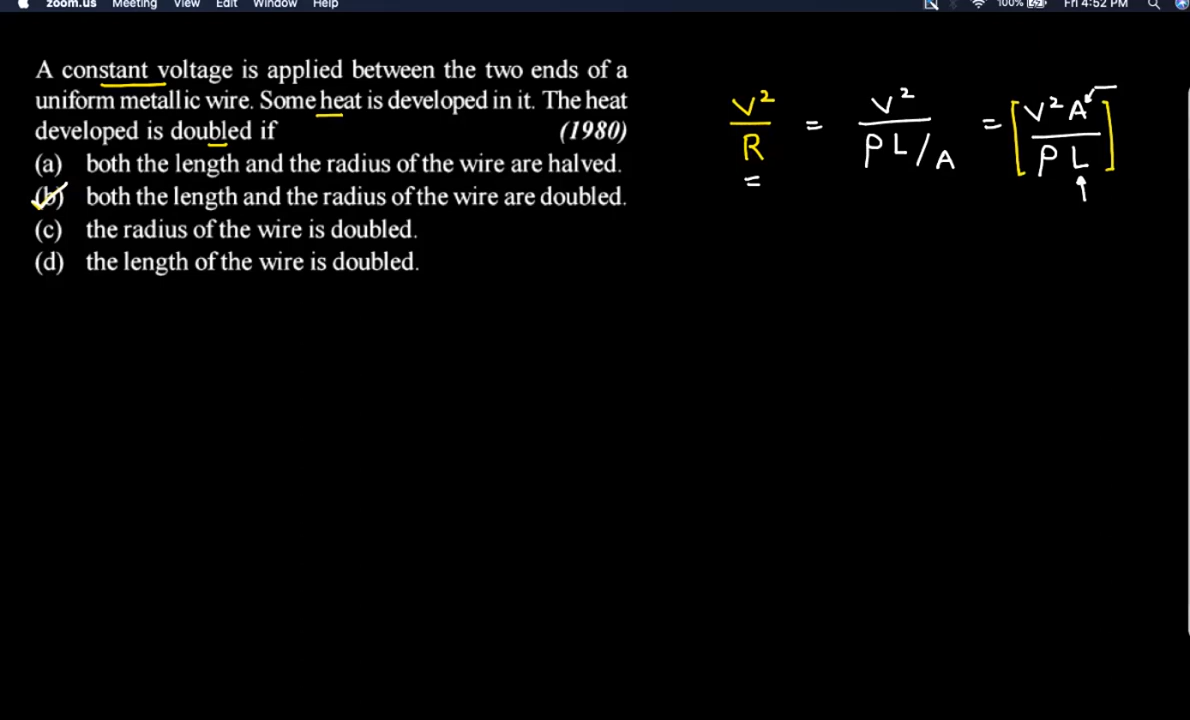 zoom.us Meeting View Edit Window Help 100% Fri 4:52 PM
A constant voltage is applied between the two ends of a
uniform metallic wire. Some heat is developed in it. The heat
developed is doubled if (1980)
(a) both the length and the radius of the wire are halved.
(b) both the length and the radius of the wire are doubled.
(c) the radius of the wire is doubled.
(d) the length of the wire is doubled.
V²/R = V²/(ρL/A) = [V²A/ρL]
=